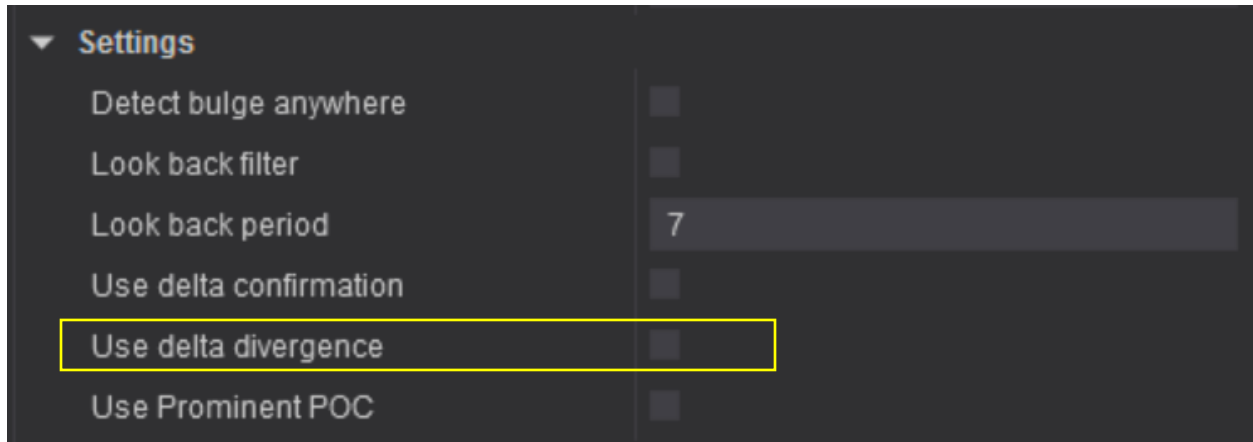 Settings
Detect bulge anywhere
Look back filter
Look back period 7
Use delta confirmation
Use delta divergence
Use Prominent POC